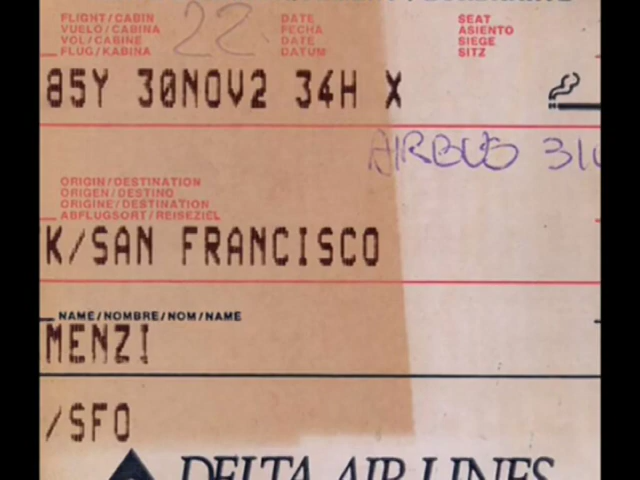 FLIGHT/CABIN DATE SEAT
VUELO/CABINA FECHA ASIENTO
VOL/CABINE DATE SIEGE
FLUG/KABINA DATUM SITZ
22
85Y 30NOV2 34H X
AIRBUS 310
ORIGIN/DESTINATION
ORIGEN/DESTINO
ORIGINE/DESTINATION
ABFLUGSORT/REISEZIEL
K/SAN FRANCISCO
NAME/NOMBRE/NOM/NAME
MENZI
/SFO
DELTA AIR LINES